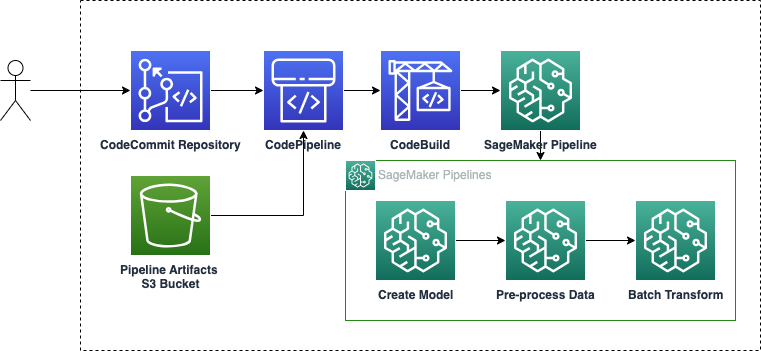 CodeCommit Repository
CodePipeline
CodeBuild
SageMaker Pipeline
SageMaker Pipelines
Pipeline Artifacts
S3 Bucket
Create Model
Pre-process Data
Batch Transform